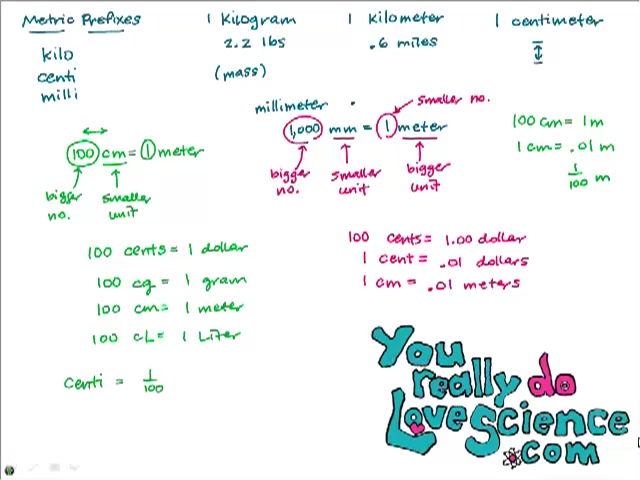 Metric Prefixes
kilo
centi
milli
1 kilogram
2.2 lbs
(mass)
1 kilometer
.6 miles
1 centimeter
millimeter
smaller no.
1,000 mm = 1 meter
bigger no.
smaller unit
bigger unit
100 cm = 1 meter
bigger no.
smaller unit
100 cm = 1 m
1 cm = .01 m
1/100 m
100 cents = 1 dollar
100 cg = 1 gram
100 cm = 1 meter
100 cL = 1 Liter
centi = 1/100
100 cents = 1.00 dollar
1 cent = .01 dollars
1 cm = .01 meters
You
really do
LoveScience
.com